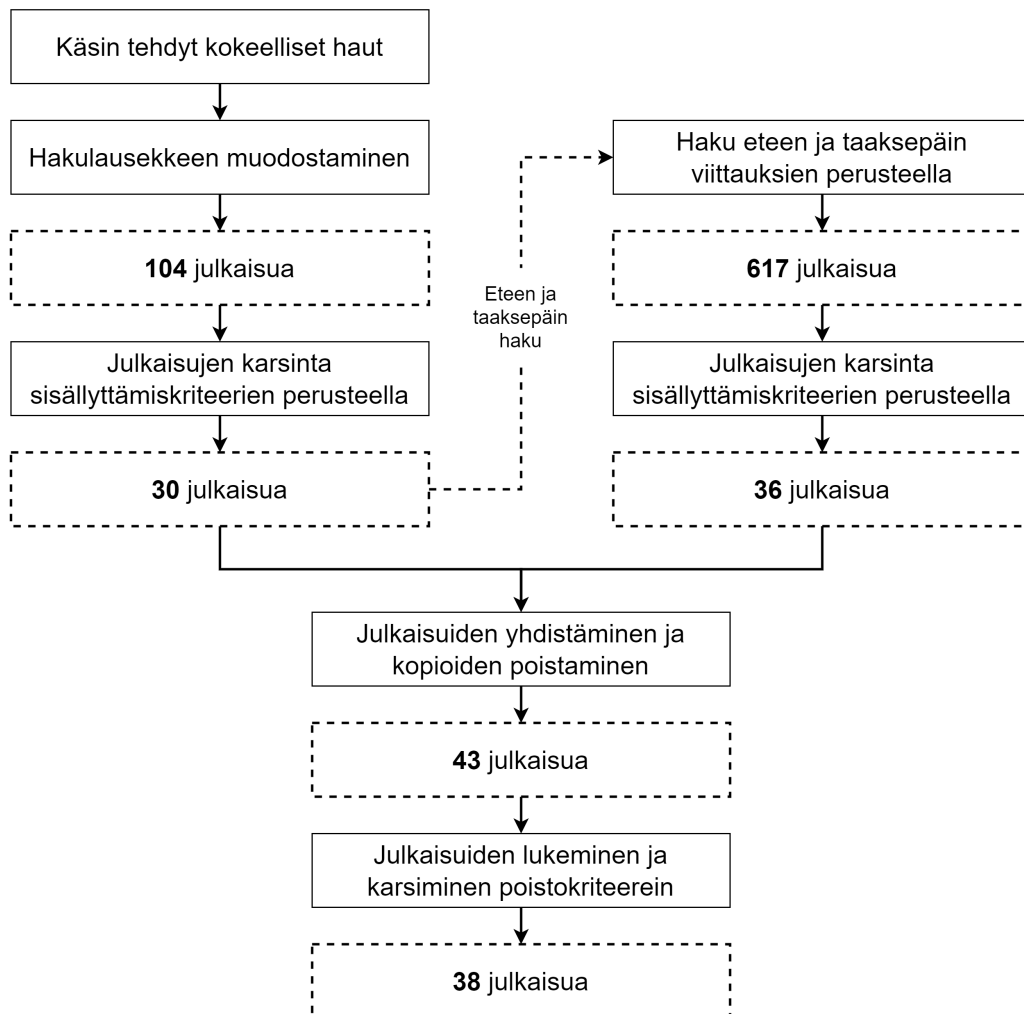 Käsin tehdyt kokeelliset haut
Hakulausekkeen muodostaminen
104 julkaisua
Julkaisujen karsinta
sisällyttämiskriteerien perusteella
30 julkaisua
Eteen ja
taaksepäin
haku
Haku eteen ja taaksepäin
viittauksien perusteella
617 julkaisua
Julkaisujen karsinta
sisällyttämiskriteerien perusteella
36 julkaisua
Julkaisuiden yhdistäminen ja
kopioiden poistaminen
43 julkaisua
Julkaisuiden lukeminen ja
karsiminen poistokriteerein
38 julkaisua